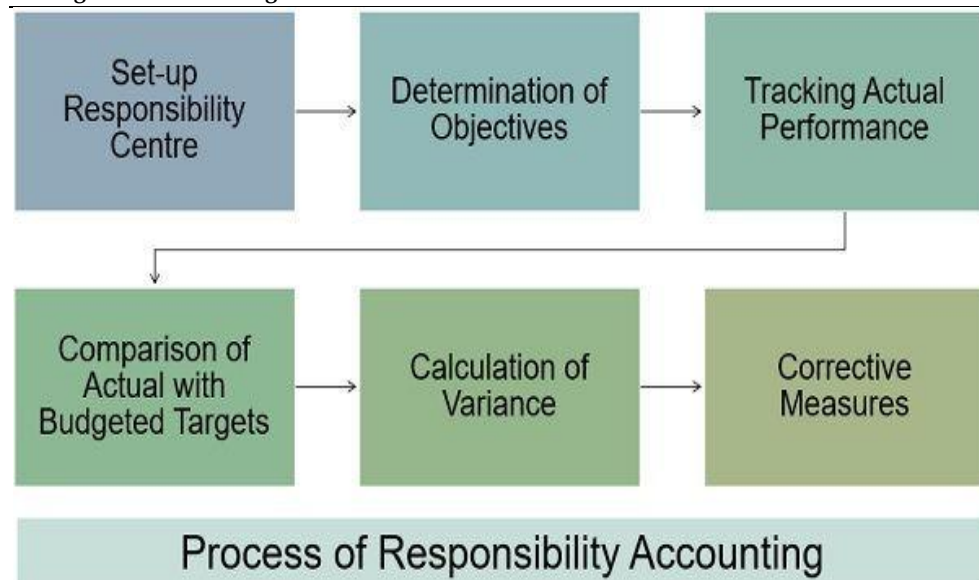 Set-up
Responsibility
Centre
Determination of
Objectives
Tracking Actual
Performance
Comparison of
Actual with
Budgeted Targets
Calculation of
Variance
Corrective
Measures
Process of Responsibility Accounting